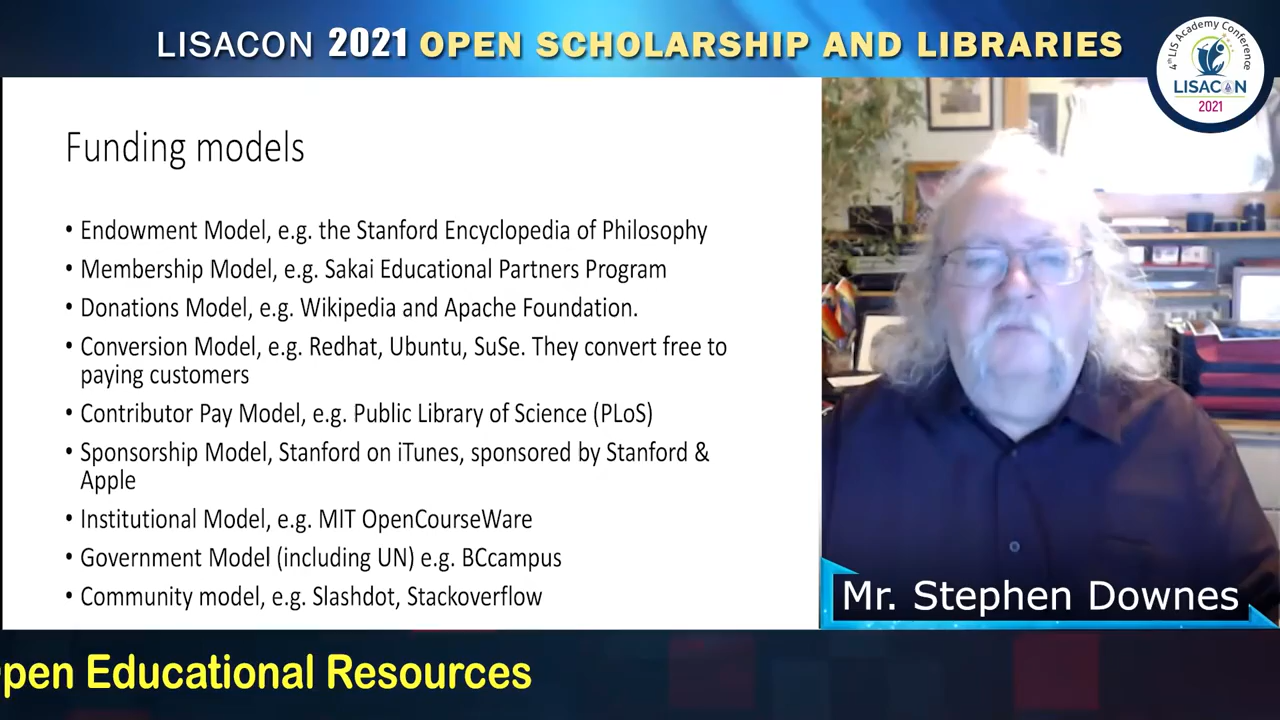 LISACON 2021 OPEN SCHOLARSHIP AND LIBRARIES
4th LIS Academy Conference
LISACON
2021
Funding models
• Endowment Model, e.g. the Stanford Encyclopedia of Philosophy
• Membership Model, e.g. Sakai Educational Partners Program
• Donations Model, e.g. Wikipedia and Apache Foundation.
• Conversion Model, e.g. Redhat, Ubuntu, SuSe. They convert free to
paying customers
• Contributor Pay Model, e.g. Public Library of Science (PLoS)
• Sponsorship Model, Stanford on iTunes, sponsored by Stanford &
Apple
• Institutional Model, e.g. MIT OpenCourseWare
• Government Model (including UN) e.g. BCcampus
• Community model, e.g. Slashdot, Stackoverflow
Mr. Stephen Downes
pen Educational Resources